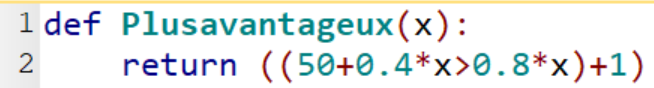 1 def Plusavantageux(x):
2 return ((50+0.4*x>0.8*x)+1)